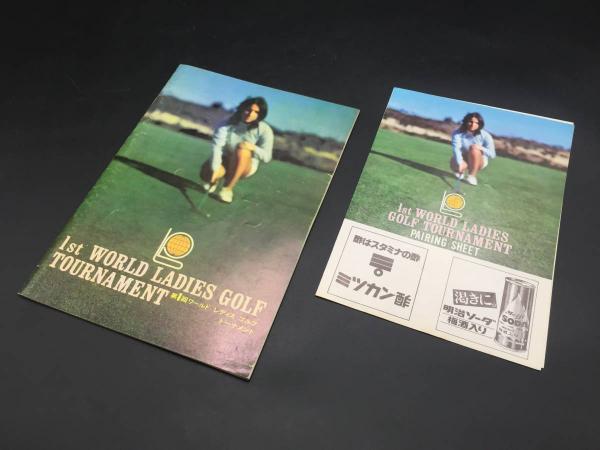 1st WORLD LADIES GOLF
TOURNAMENT
第1回ワールド レディス ゴルフ
トーナメント
1st WORLD LADIES
GOLF TOURNAMENT
PAIRING SHEET
酢はスタミナの酢
ミツカン酢
渇きに
明治ソーダ
梅酒入り
SODA